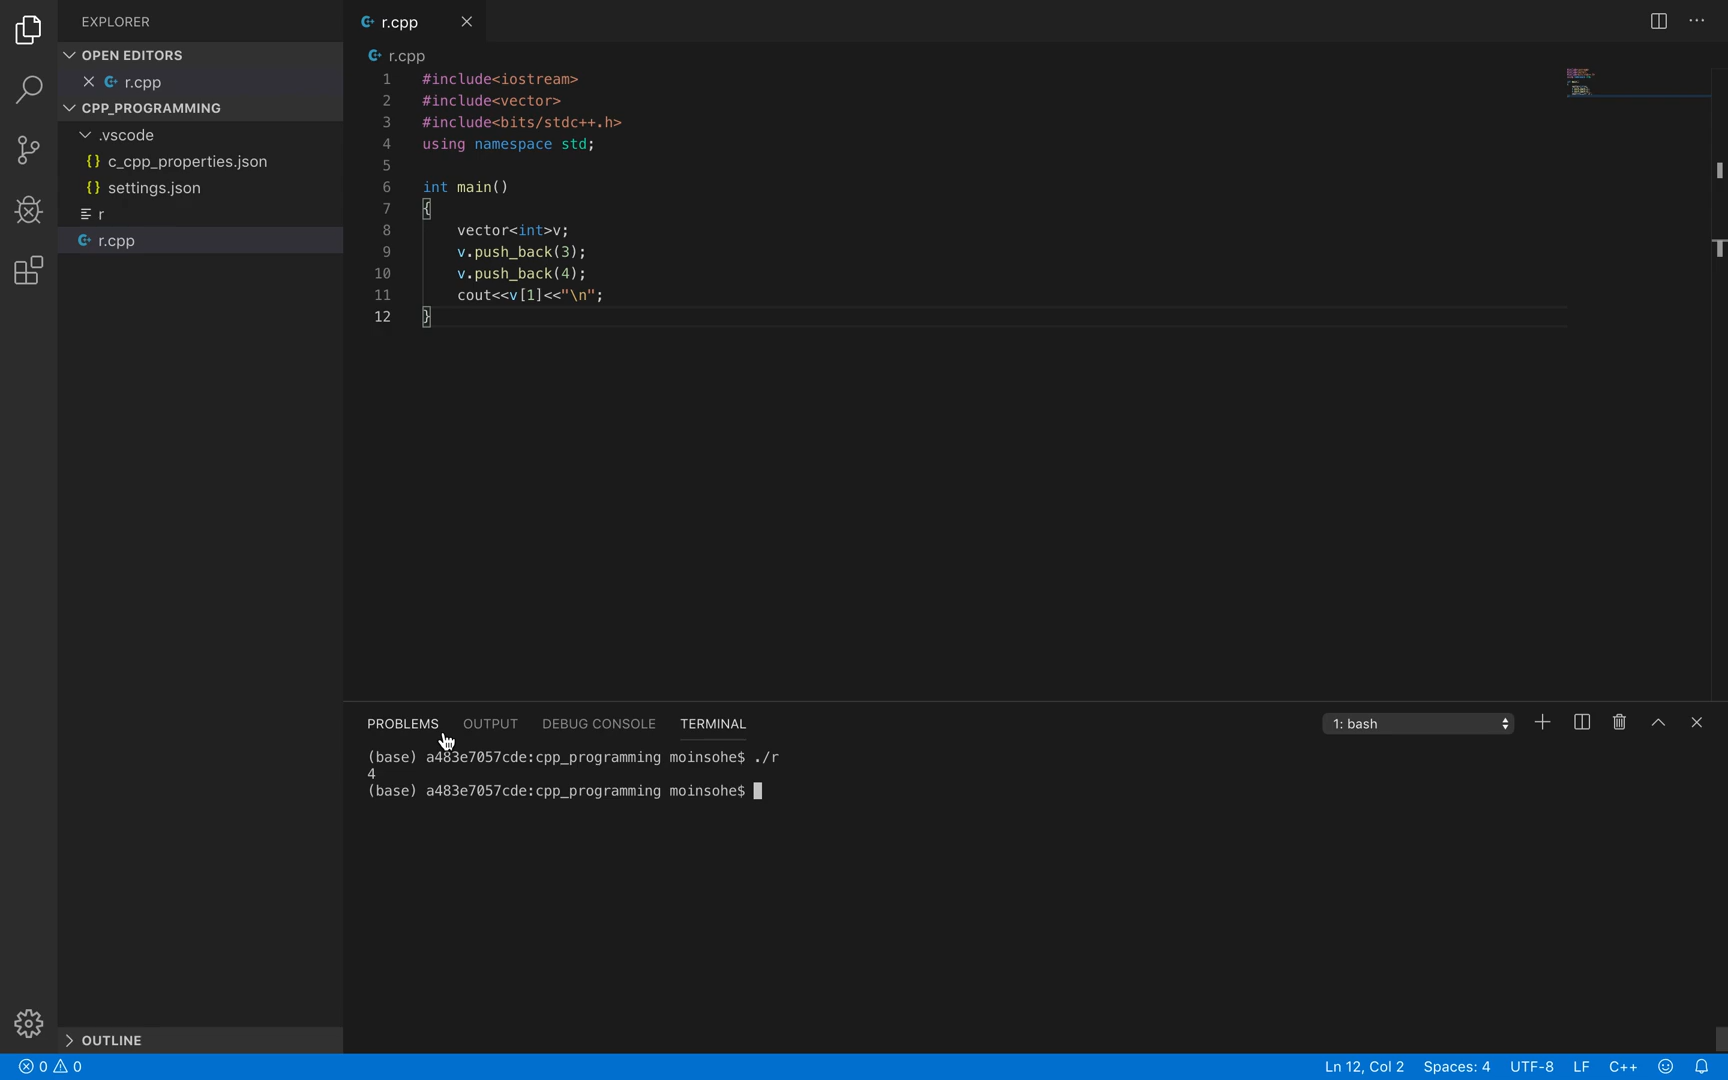 EXPLORER
OPEN EDITORS
r.cpp
CPP_PROGRAMMING
.vscode
{} c_cpp_properties.json
{} settings.json
r
r.cpp
OUTLINE
r.cpp
r.cpp
1 #include<iostream>
2 #include<vector>
3 #include<bits/stdc++.h>
4 using namespace std;
5
6 int main()
7 {
8 vector<int>v;
9 v.push_back(3);
10 v.push_back(4);
11 cout<<v[1]<<"\n";
12 }
PROBLEMS OUTPUT DEBUG CONSOLE TERMINAL 1: bash
(base) a483e7057cde:cpp_programming moinsohe$ ./r
4
(base) a483e7057cde:cpp_programming moinsohe$
0 0 Ln 12, Col 2 Spaces: 4 UTF-8 LF C++